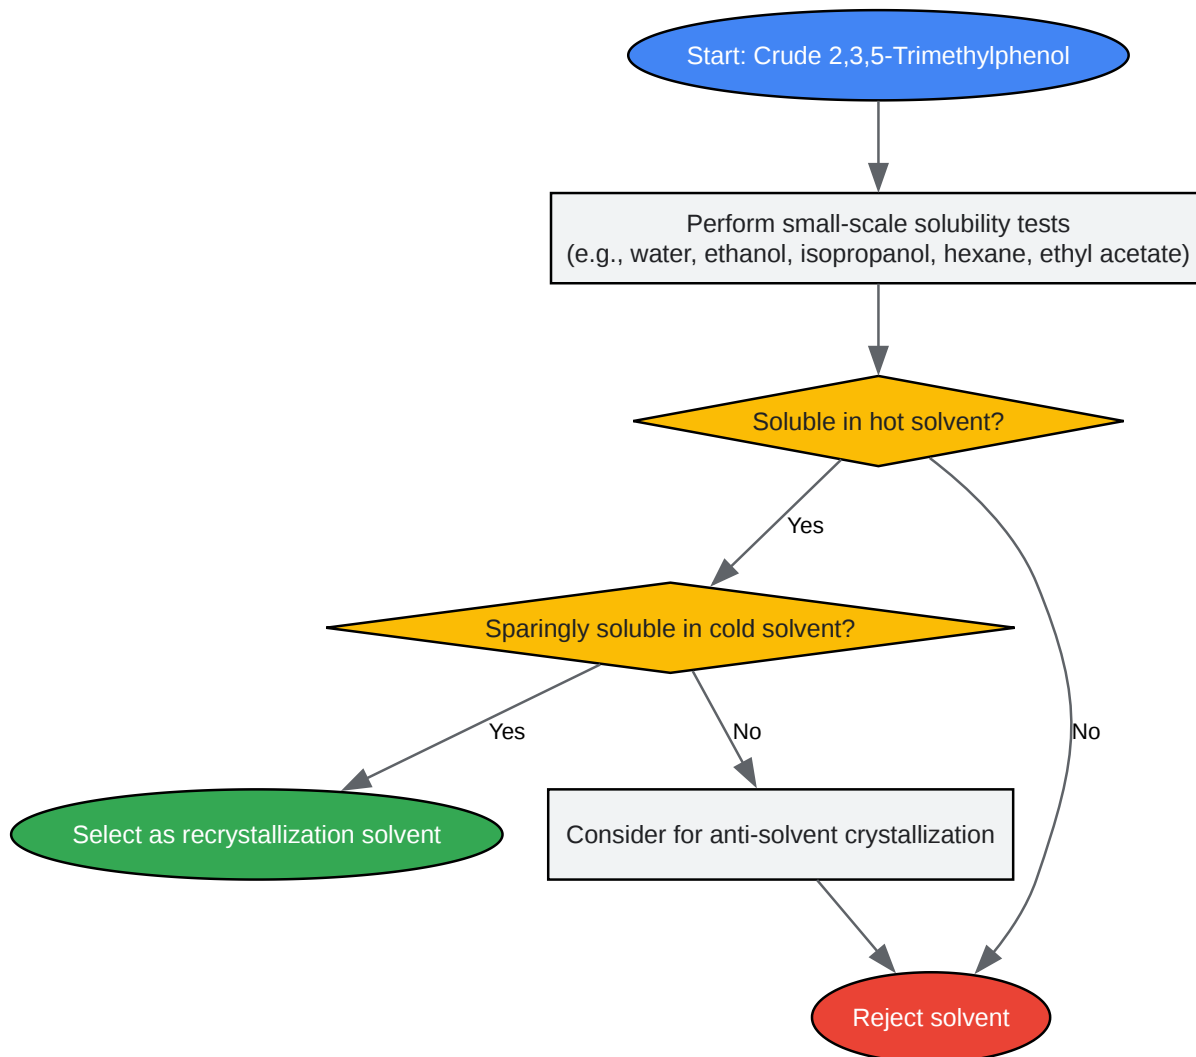 Start: Crude 2,3,5-Trimethylphenol
Perform small-scale solubility tests
(e.g., water, ethanol, isopropanol, hexane, ethyl acetate)
Soluble in hot solvent?
Yes
Sparingly soluble in cold solvent?
Yes
No
No
Select as recrystallization solvent
Consider for anti-solvent crystallization
Reject solvent